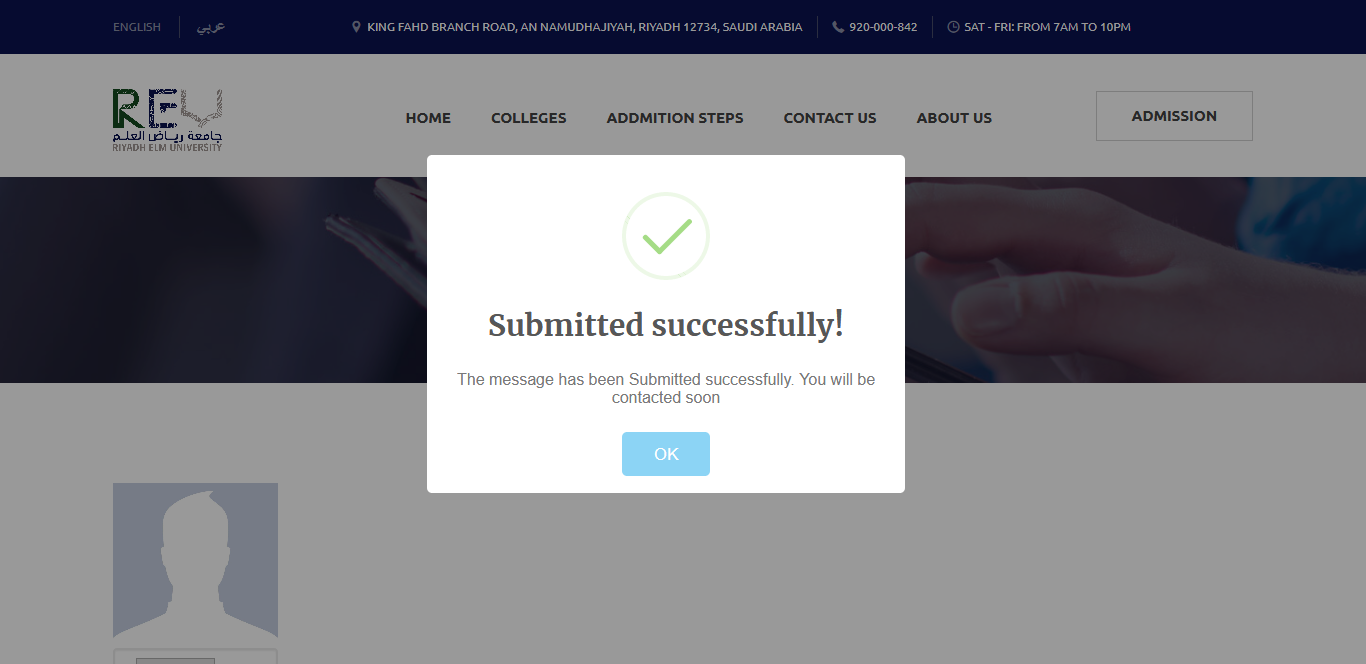 ENGLISH
عربي
KING FAHD BRANCH ROAD, AN NAMUDHAJIYAH, RIYADH 12734, SAUDI ARABIA
920-000-842
SAT - FRI: FROM 7AM TO 10PM
REU
جامعة رياض العلم
RIYADH ELM UNIVERSITY
HOME
COLLEGES
ADDMITION STEPS
CONTACT US
ABOUT US
ADMISSION
Submitted successfully!
The message has been Submitted successfully. You will be
contacted soon
OK